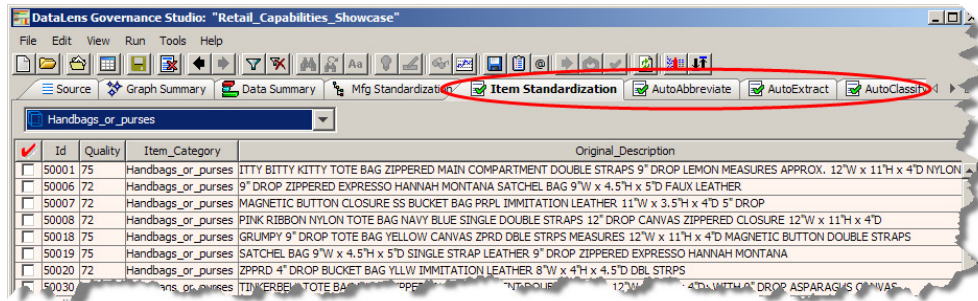 DataLens Governance Studio: "Retail_Capabilities_Showcase"
File Edit View Run Tools Help
Source Graph Summary Data Summary Mfg Standardization Item Standardization AutoAbbreviate AutoExtract AutoClassify
Handbags_or_purses
Id Quality Item_Category Original_Description
50001 75 Handbags_or_purses ITTY BITTY KITTY TOTE BAG ZIPPERED MAIN COMPARTMENT DOUBLE STRAPS 9" DROP LEMON MEASURES APPROX. 12"W x 11"H x 4"D NYLON
50006 72 Handbags_or_purses 9" DROP ZIPPERED EXPRESSO HANNAH MONTANA SATCHEL BAG 9"W x 4.5"H x 5"D FAUX LEATHER
50007 72 Handbags_or_purses MAGNETIC BUTTON CLOSURE SS BUCKET BAG PRPL IMMITATION LEATHER 11"W x 3.5"H x 4"D 5" DROP
50008 72 Handbags_or_purses PINK RIBBON NYLON TOTE BAG NAVY BLUE SINGLE DOUBLE STRAPS 12" DROP CANVAS ZIPPERED CLOSURE 12"W x 11"H x 4"D
50018 75 Handbags_or_purses GRUMPY 9" DROP TOTE BAG YELLOW CANVAS ZPRD DBLE STRPS MEASURES 12"W x 11"H x 4"D MAGNETIC BUTTON DOUBLE STRAPS
50019 75 Handbags_or_purses SATCHEL BAG 9"W x 4.5"H x 5"D SINGLE STRAP LEATHER 9" DROP ZIPPERED EXPRESSO HANNAH MONTANA
50020 72 Handbags_or_purses ZPPRD 4" DROP BUCKET BAG YLLW IMMITATION LEATHER 8"W x 4"H x 4.5"D DBL STRPS
50030 TOTE DROP ASPARAGUS CANVAS